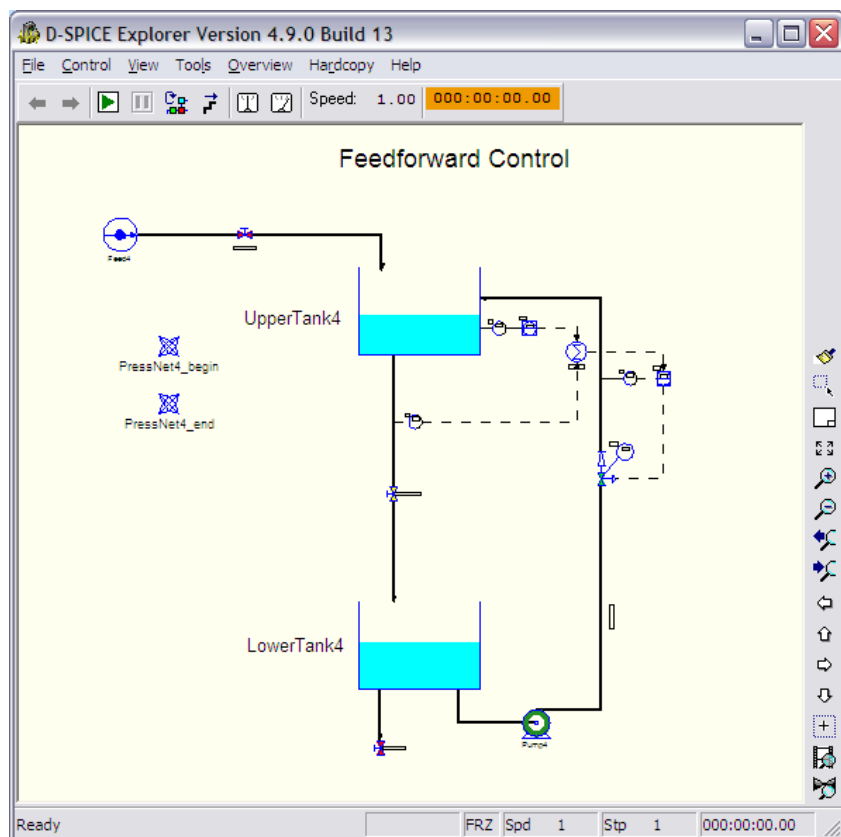 D-SPICE Explorer Version 4.9.0 Build 13
File Control View Tools Overview Hardcopy Help
Speed: 1.00 000:00:00.00
Feedforward Control
Feed4
UpperTank4
PressNet4_begin
PressNet4_end
LowerTank4
Pump4
Ready FRZ Spd 1 Stp 1 000:00:00.00